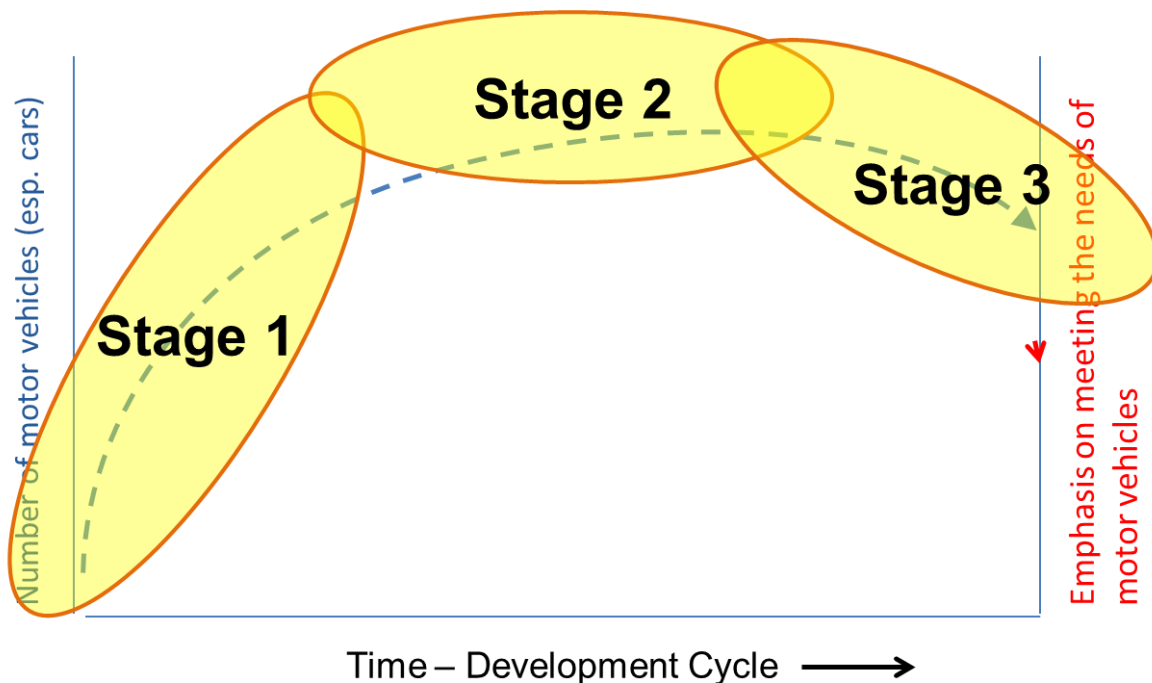 Number of motor vehicles (esp. cars)
Stage 1
Stage 2
Stage 3
Emphasis on meeting the needs of
motor vehicles
Time – Development Cycle